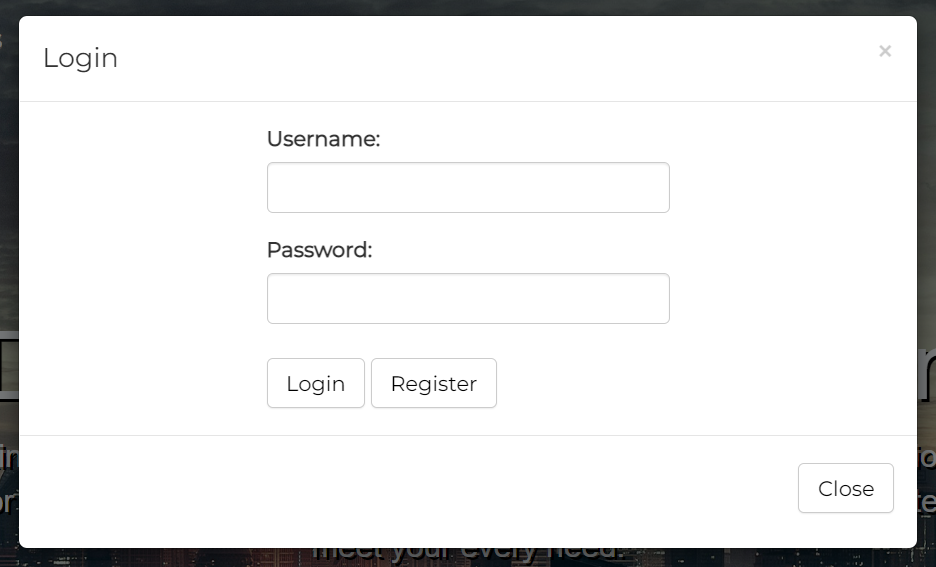 Login
×
Username:
Password:
Login Register
Close
meet your every need.